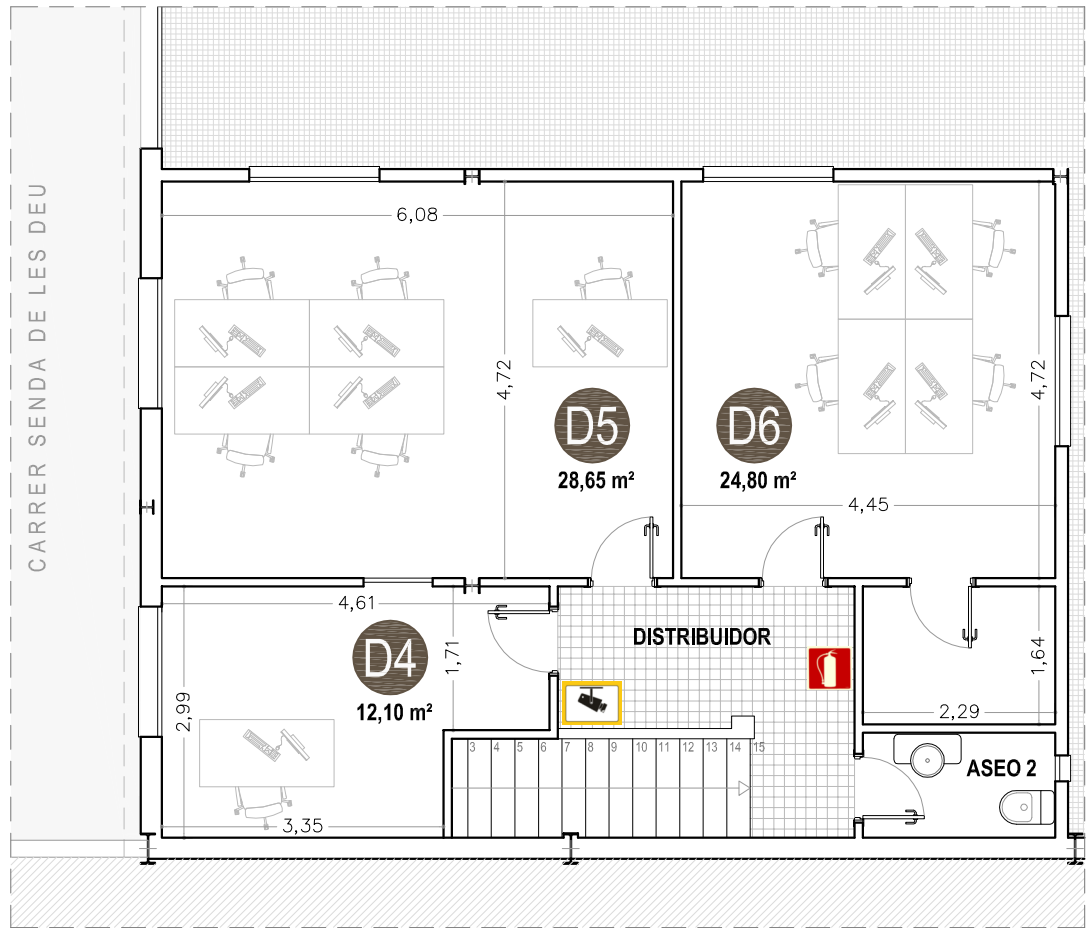 CARRER SENDA DE LES DEU
6,08
4,72
D5
28,65 m²
D6
24,80 m²
4,72
4,45
4,61
D4
12,10 m²
1,71
2,99
3,35
DISTRIBUIDOR
1,64
2,29
ASEO 2
3 4 5 6 7 8 9 10 11 12 13 14 15